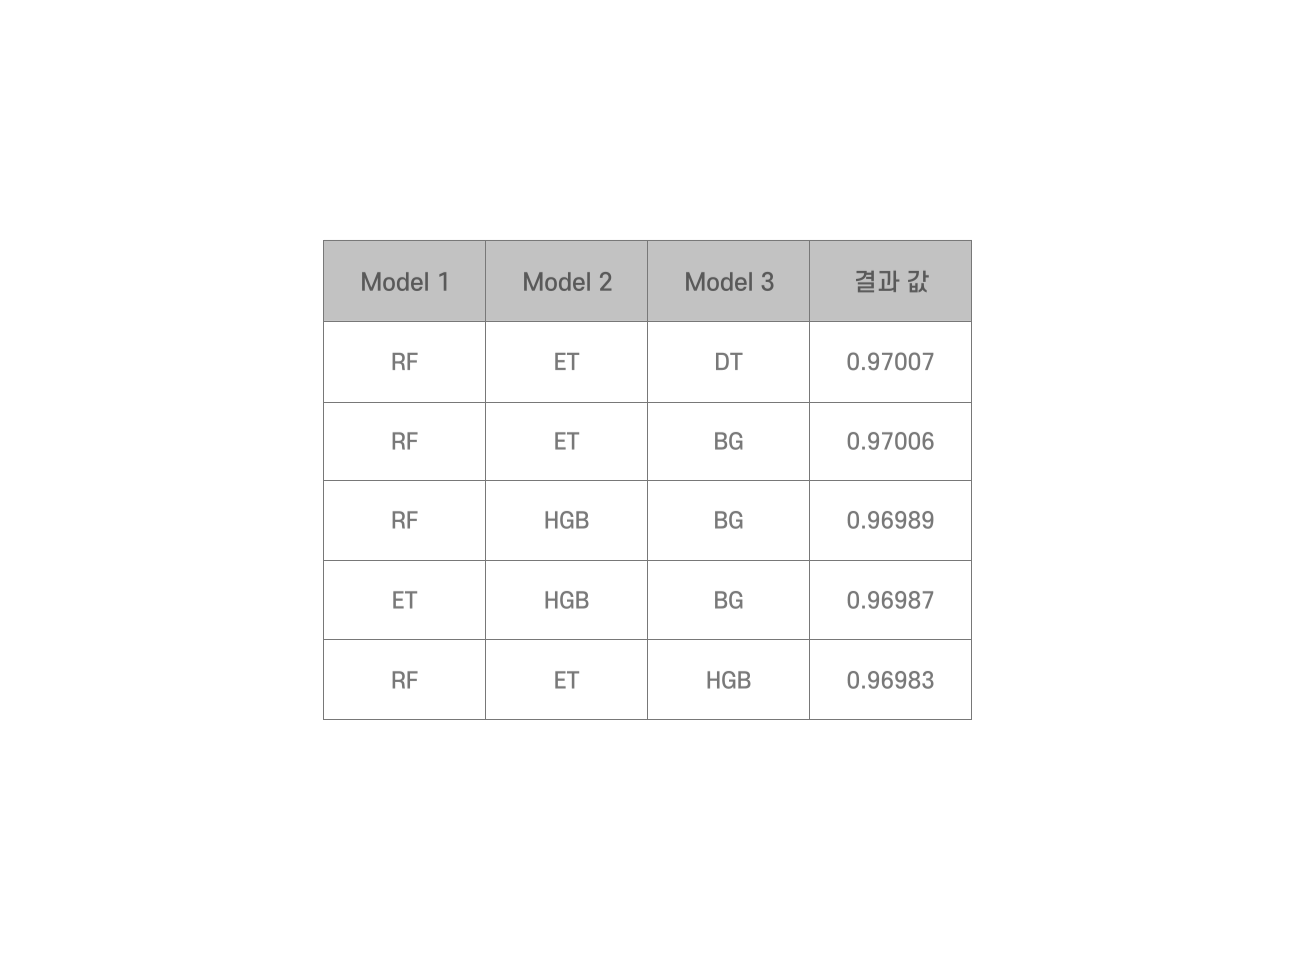 Model 1 Model 2 Model 3 결과 값
RF ET DT 0.97007
RF ET BG 0.97006
RF HGB BG 0.96989
ET HGB BG 0.96987
RF ET HGB 0.96983